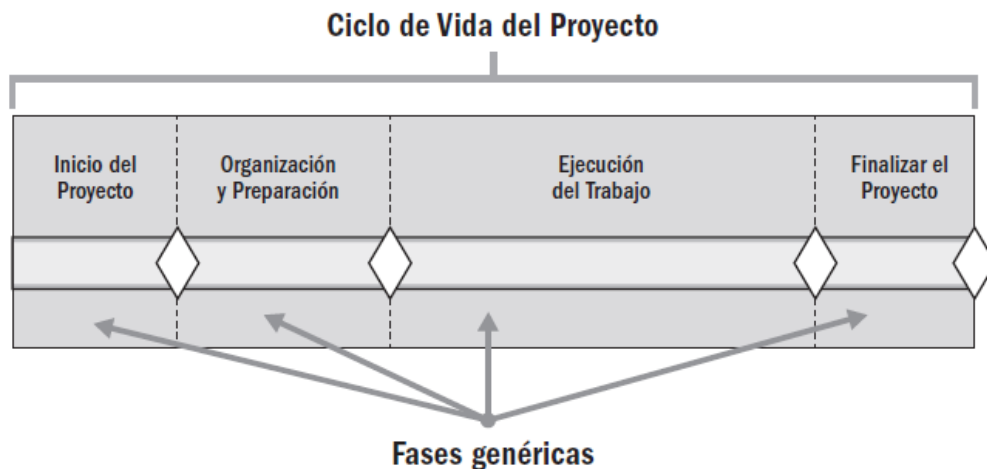 Ciclo de Vida del Proyecto
Inicio del
Proyecto
Organización
y Preparación
Ejecución
del Trabajo
Finalizar el
Proyecto
Fases genéricas